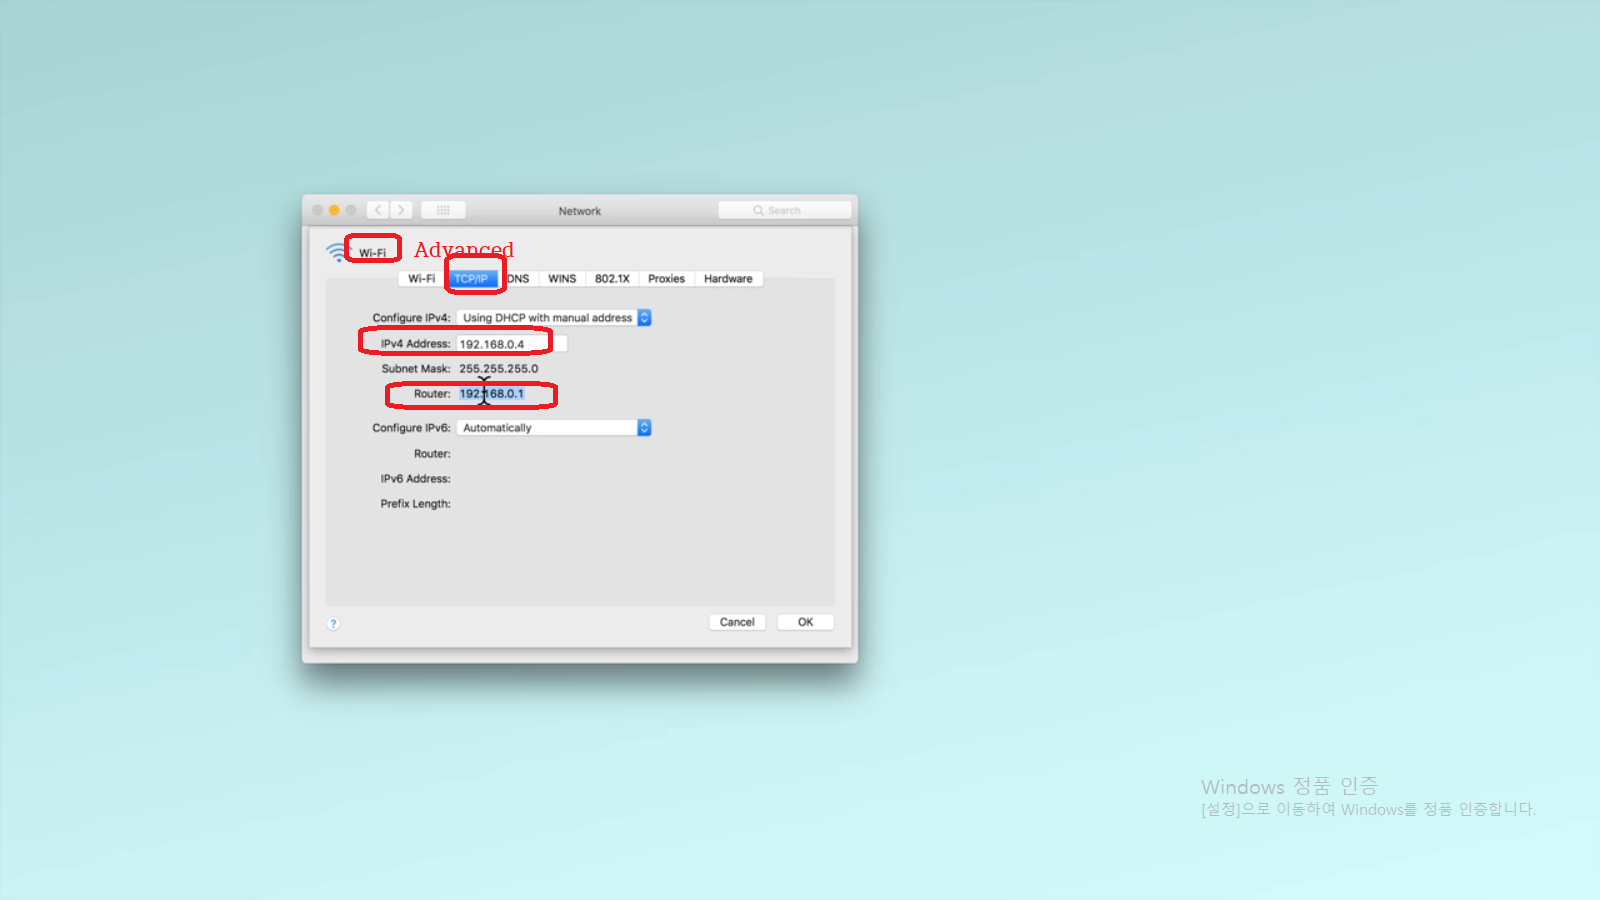 Network
Search
Wi-Fi
Advanced
Wi-Fi TCP/IP DNS WINS 802.1X Proxies Hardware
Configure IPv4: Using DHCP with manual address
IPv4 Address: 192.168.0.4
Subnet Mask: 255.255.255.0
Router: 192.168.0.1
Configure IPv6: Automatically
Router:
IPv6 Address:
Prefix Length:
? Cancel OK
Windows 정품 인증
[설정]으로 이동하여 Windows를 정품 인증합니다.